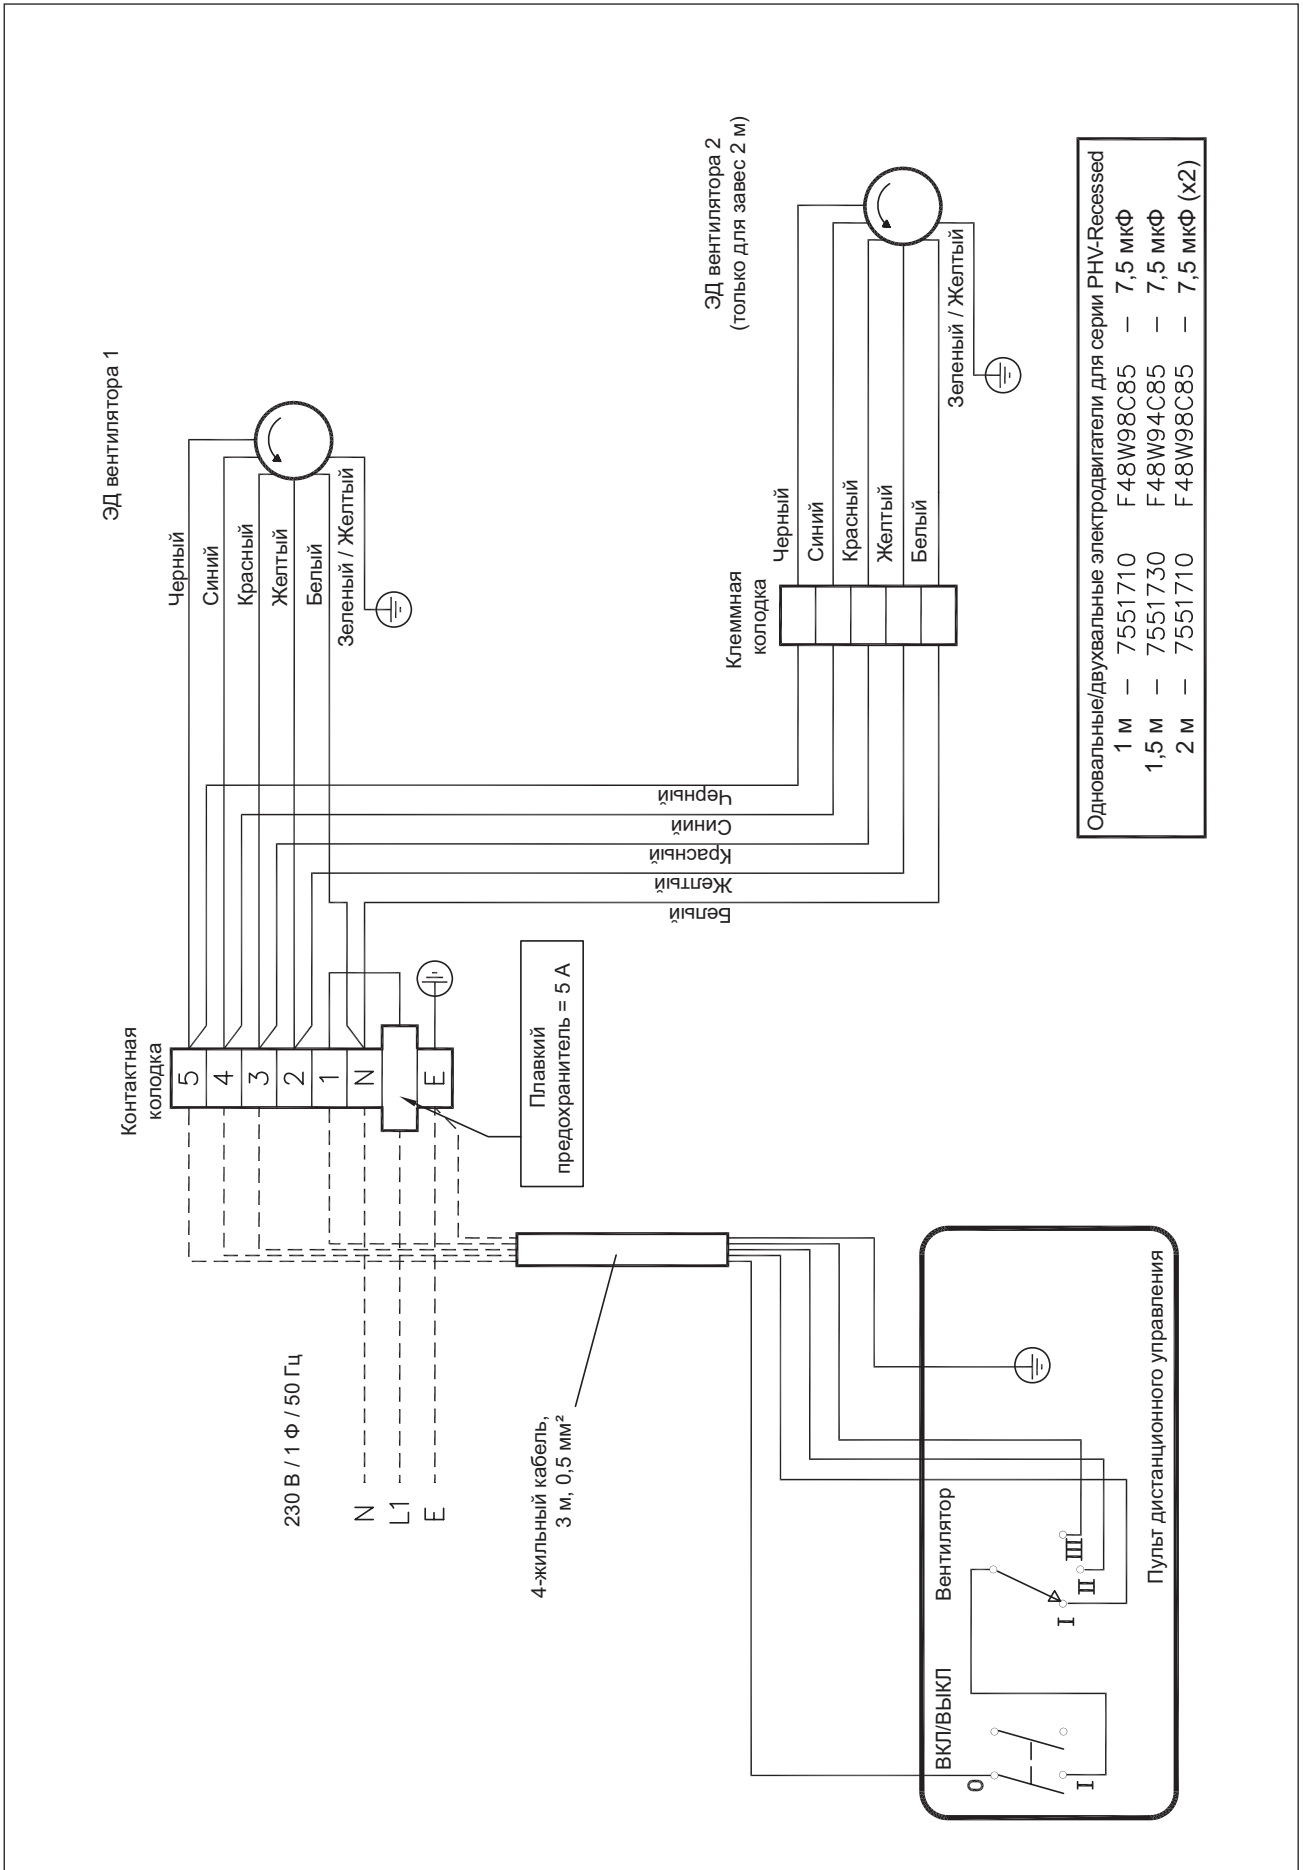 ЭД вентилятора 1
Черный
Синий
Красный
Желтый
Белый
Зеленый / Желтый
Контактная
колодка
5
4
3
2
1
N
E
Плавкий
предохранитель = 5 А
230 В / 1 Ф / 50 Гц
N
L1
E
4-жильный кабель,
3 м, 0,5 мм²
Черный
Синий
Красный
Желтый
Белый
ЭД вентилятора 2
(только для завес 2 м)
Клеммная
колодка
Черный
Синий
Красный
Желтый
Белый
Зеленый / Желтый
ВКЛ/ВЫКЛ
Вентилятор
0
I
I
II
III
Пульт дистанционного управления
Одновальные/двухвальные электродвигатели для серии PHV-Recessed
1 м – 7551710 F48W98C85 – 7,5 мкФ
1,5 м – 7551730 F48W94C85 – 7,5 мкФ
2 м – 7551710 F48W98C85 – 7,5 мкФ (x2)